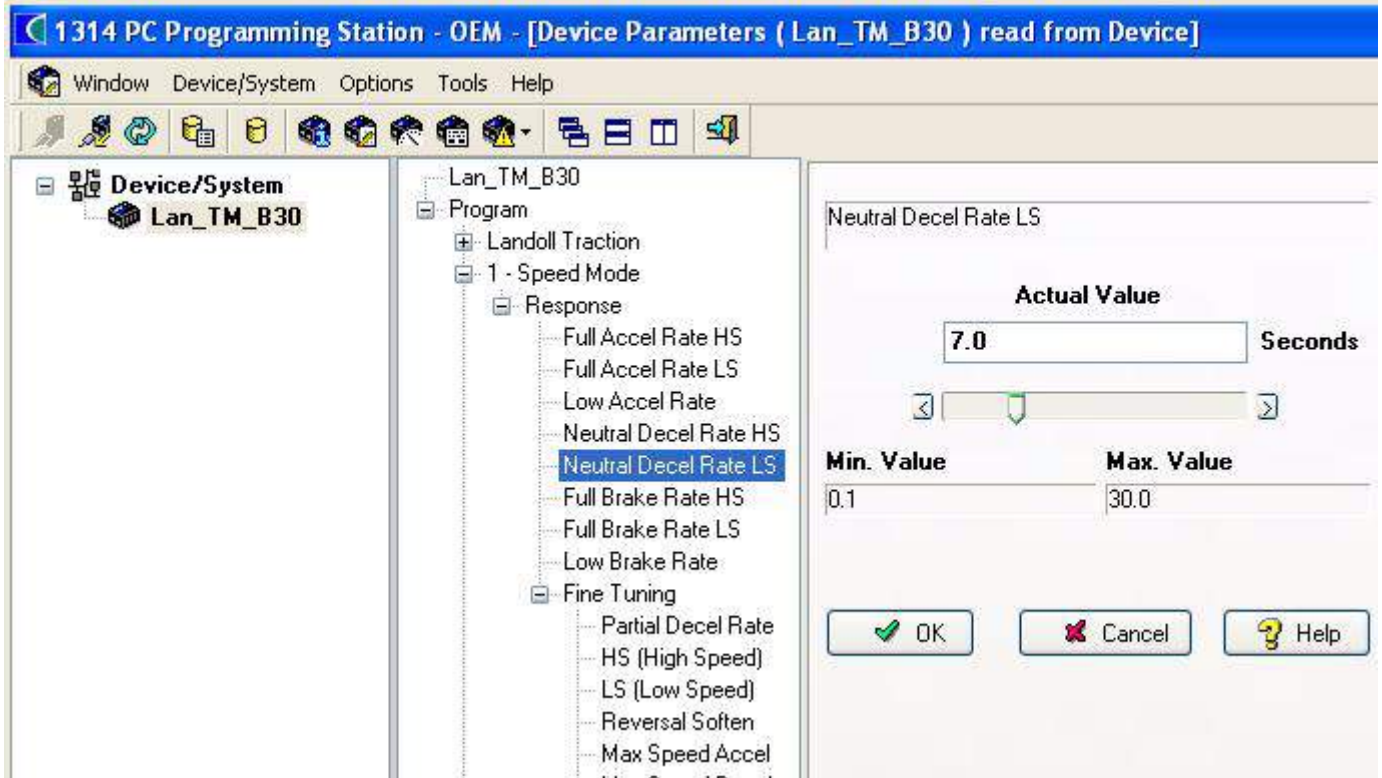 1314 PC Programming Station - OEM - [Device Parameters ( Lan_TM_B30 ) read from Device]
Window Device/System Options Tools Help
Device/System
Lan_TM_B30
Lan_TM_B30
Program
Landoll Traction
1 - Speed Mode
Response
Full Accel Rate HS
Full Accel Rate LS
Low Accel Rate
Neutral Decel Rate HS
Neutral Decel Rate LS
Full Brake Rate HS
Full Brake Rate LS
Low Brake Rate
Fine Tuning
Partial Decel Rate
HS (High Speed)
LS (Low Speed)
Reversal Soften
Max Speed Accel
Neutral Decel Rate LS
Actual Value
7.0 Seconds
Min. Value Max. Value
0.1 30.0
OK Cancel Help